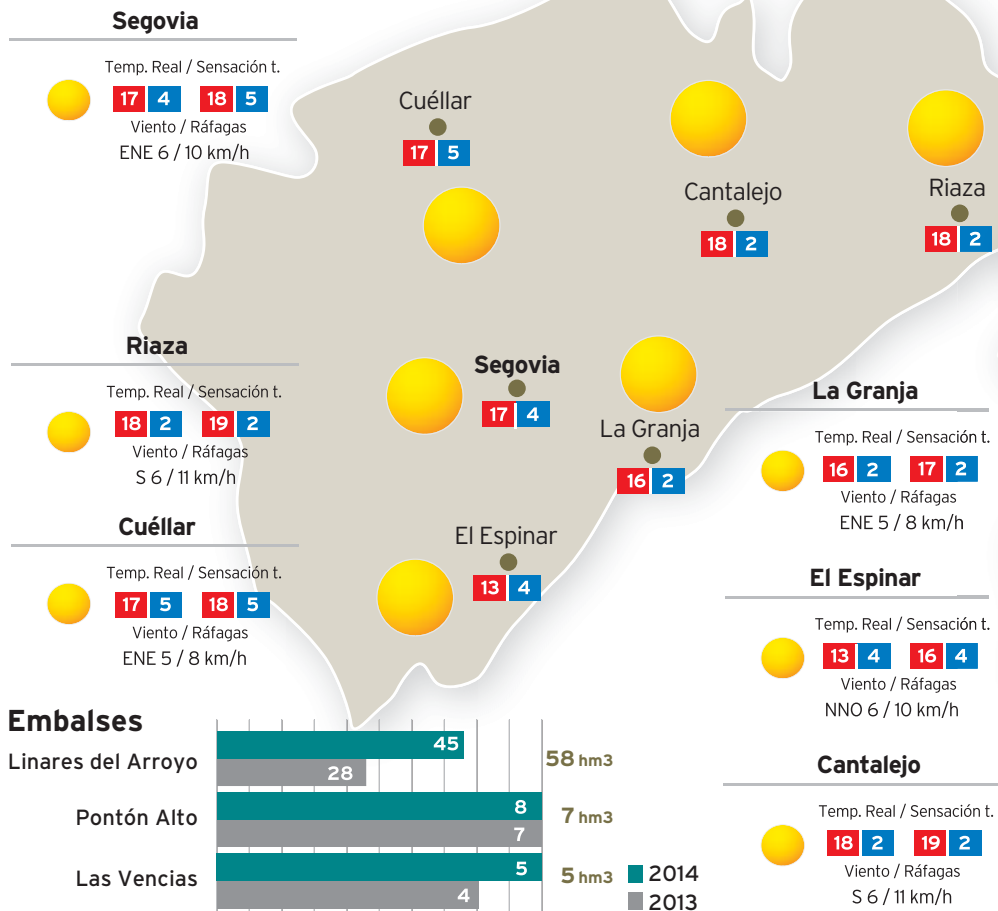 Segovia
Temp. Real / Sensación t.
17 4 18 5
Viento / Ráfagas
ENE 6 / 10 km/h
Cuéllar
17 5
Cantalejo
18 2
Riaza
18 2
Segovia
17 4
La Granja
16 2
El Espinar
13 4
Riaza
Temp. Real / Sensación t.
18 2 19 2
Viento / Ráfagas
S 6 / 11 km/h
Cuéllar
Temp. Real / Sensación t.
17 5 18 5
Viento / Ráfagas
ENE 5 / 8 km/h
La Granja
Temp. Real / Sensación t.
16 2 17 2
Viento / Ráfagas
ENE 5 / 8 km/h
El Espinar
Temp. Real / Sensación t.
13 4 16 4
Viento / Ráfagas
NNO 6 / 10 km/h
Cantalejo
Temp. Real / Sensación t.
18 2 19 2
Viento / Ráfagas
S 6 / 11 km/h
Embalses
Linares del Arroyo
45
28
58 hm3
Pontón Alto
8
7
7 hm3
Las Vencias
5
4
5 hm3
2014
2013